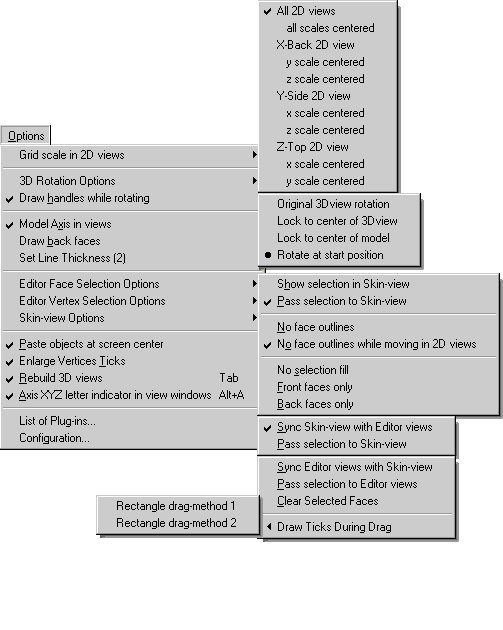 Options
Grid scale in 2D views
3D Rotation Options
Draw handles while rotating
Model Axis in views
Draw back faces
Set Line Thickness (2)
Editor Face Selection Options
Editor Vertex Selection Options
Skin-view Options
Paste objects at screen center
Enlarge Vertices Ticks
Rebuild 3D views Tab
Axis XYZ letter indicator in view windows Alt+A
List of Plug-ins...
Configuration...
All 2D views
all scales centered
X-Back 2D view
y scale centered
z scale centered
Y-Side 2D view
x scale centered
z scale centered
Z-Top 2D view
x scale centered
y scale centered
Original 3Dview rotation
Lock to center of 3Dview
Lock to center of model
Rotate at start position
Show selection in Skin-view
Pass selection to Skin-view
No face outlines
No face outlines while moving in 2D views
No selection fill
Front faces only
Back faces only
Sync Skin-view with Editor views
Pass selection to Skin-view
Sync Editor views with Skin-view
Pass selection to Editor views
Clear Selected Faces
Draw Ticks During Drag
Rectangle drag-method 1
Rectangle drag-method 2